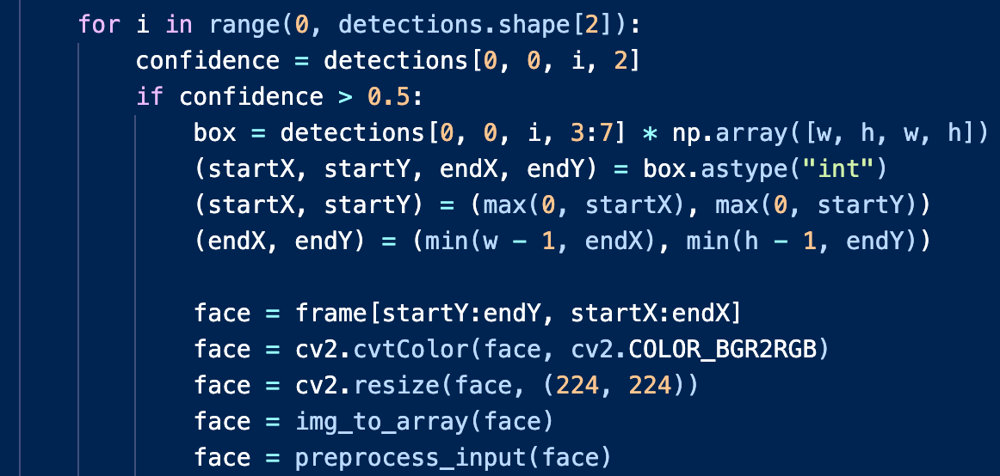 for i in range(0, detections.shape[2]):
confidence = detections[0, 0, i, 2]
if confidence > 0.5:
box = detections[0, 0, i, 3:7] * np.array([w, h, w, h])
(startX, startY, endX, endY) = box.astype("int")
(startX, startY) = (max(0, startX), max(0, startY))
(endX, endY) = (min(w - 1, endX), min(h - 1, endY))
face = frame[startY:endY, startX:endX]
face = cv2.cvtColor(face, cv2.COLOR_BGR2RGB)
face = cv2.resize(face, (224, 224))
face = img_to_array(face)
face = preprocess_input(face)